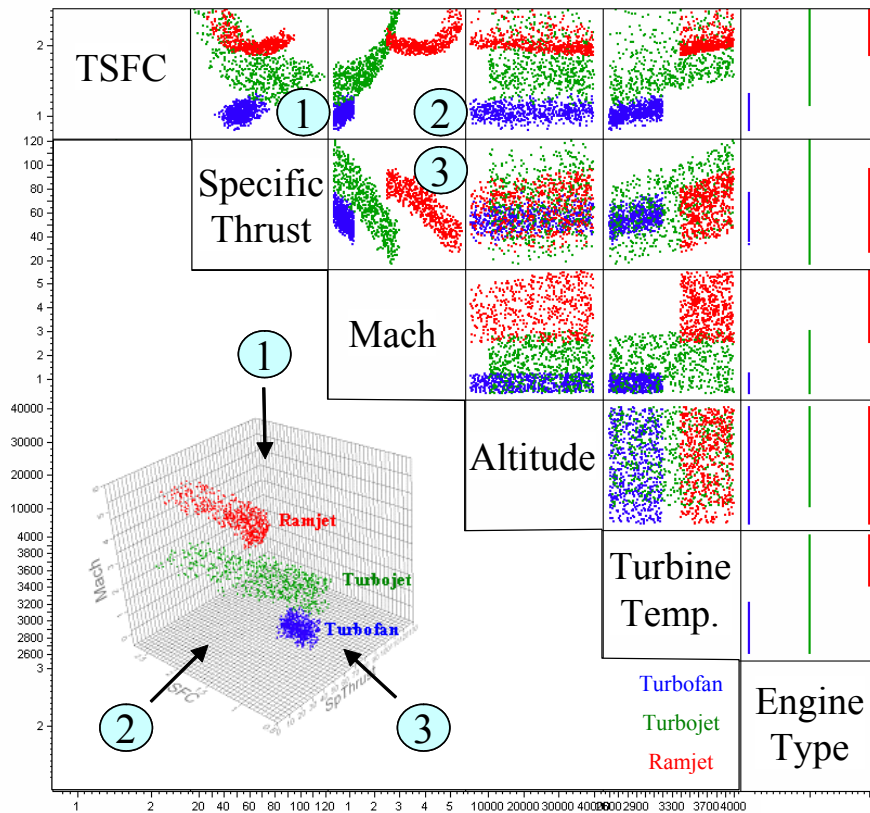 TSFC
2
1
1
2
Specific
Thrust
120
100
80
60
40
20
3
Mach
5
4
3
2
1
1
Altitude
40000
30000
20000
10000
Ramjet
Turbojet
Turbofan
Mach
SpThrust
2
3
Turbine
Temp.
4000
3800
3600
3400
3200
3000
2800
2600
Turbofan
Turbojet
Ramjet
Engine
Type
3
2
1 2 20 40 60 80 100 120 1 2 3 4 5 10000 20000 30000 2900 3300 3700 4000